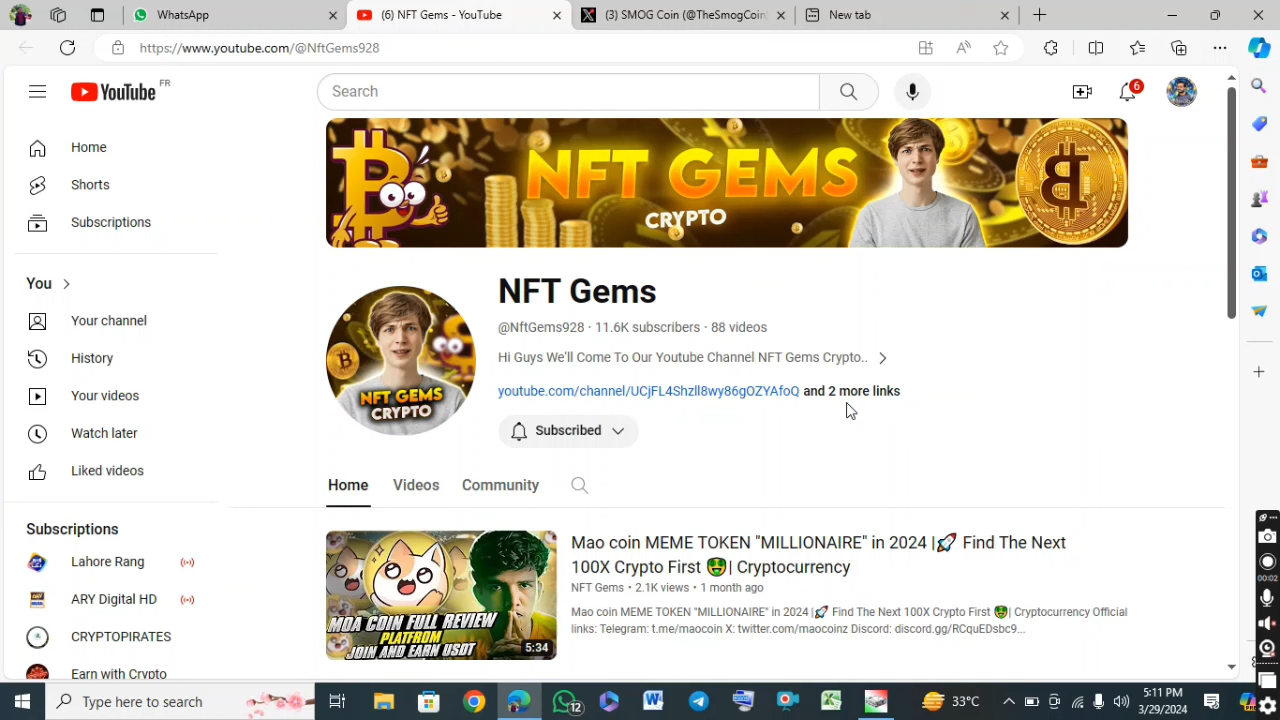 WhatsApp
(6) NFT Gems - YouTube
(3) SMOG Coin (@TheSmogCoin)
New tab
https://www.youtube.com/@NftGems928
YouTube FR
Search
6
Home
Shorts
Subscriptions
You
Your channel
History
Your videos
Watch later
Liked videos
Subscriptions
Lahore Rang
ARY Digital HD
CRYPTOPIRATES
Earn with Crypto
NFT GEMS
CRYPTO
NFT GEMS
CRYPTO
NFT Gems
@NftGems928 · 11.6K subscribers · 88 videos
Hi Guys We'll Come To Our Youtube Channel NFT Gems Crypto..
youtube.com/channel/UCjFL4Shzll8wy86gOZYAfoQ and 2 more links
Subscribed
Home
Videos
Community
MOA COIN FULL REVIEW
PLATFROM
JOIN AND EARN USDT
5:34
Mao coin MEME TOKEN "MILLIONAIRE" in 2024 |🚀 Find The Next
100X Crypto First 🤑| Cryptocurrency
NFT Gems • 2.1K views • 1 month ago
Mao coin MEME TOKEN "MILLIONAIRE" in 2024 |🚀 Find The Next 100X Crypto First 🤑| Cryptocurrency Official
links: Telegram: t.me/maocoin X: twitter.com/maocoinz Discord: discord.gg/RCquEDsbc9...
00:02
Type here to search
12
33°C
5:11 PM
3/29/2024